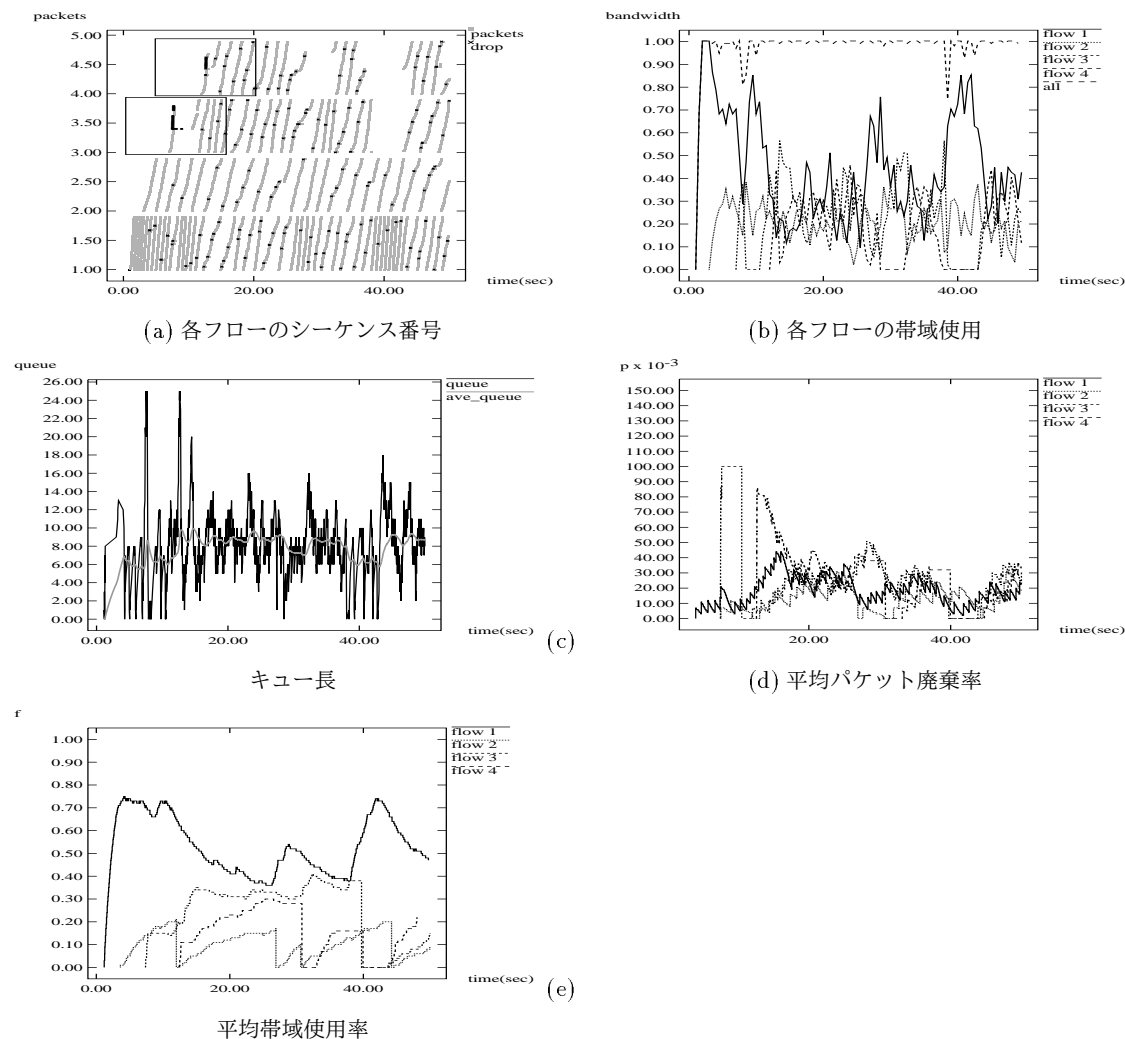 packets
5.00
4.50
4.00
3.50
3.00
2.50
2.00
1.50
1.00
0.00
20.00
40.00
time(sec)
packets
drop
(a) 各フローのシーケンス番号
bandwidth
1.00
0.90
0.80
0.70
0.60
0.50
0.40
0.30
0.20
0.10
0.00
0.00
20.00
40.00
time(sec)
flow 1
flow 2
flow 3
flow 4
all
(b) 各フローの帯域使用
queue
26.00
24.00
22.00
20.00
18.00
16.00
14.00
12.00
10.00
8.00
6.00
4.00
2.00
0.00
0.00
20.00
40.00
time(sec)
queue
ave_queue
(c)
キュー長
p x 10-3
150.00
140.00
130.00
120.00
110.00
100.00
90.00
80.00
70.00
60.00
50.00
40.00
30.00
20.00
10.00
0.00
20.00
40.00
time(sec)
flow 1
flow 2
flow 3
flow 4
(d) 平均パケット廃棄率
f
1.00
0.90
0.80
0.70
0.60
0.50
0.40
0.30
0.20
0.10
0.00
0.00
20.00
40.00
time(sec)
flow 1
flow 2
flow 3
flow 4
(e)
平均帯域使用率